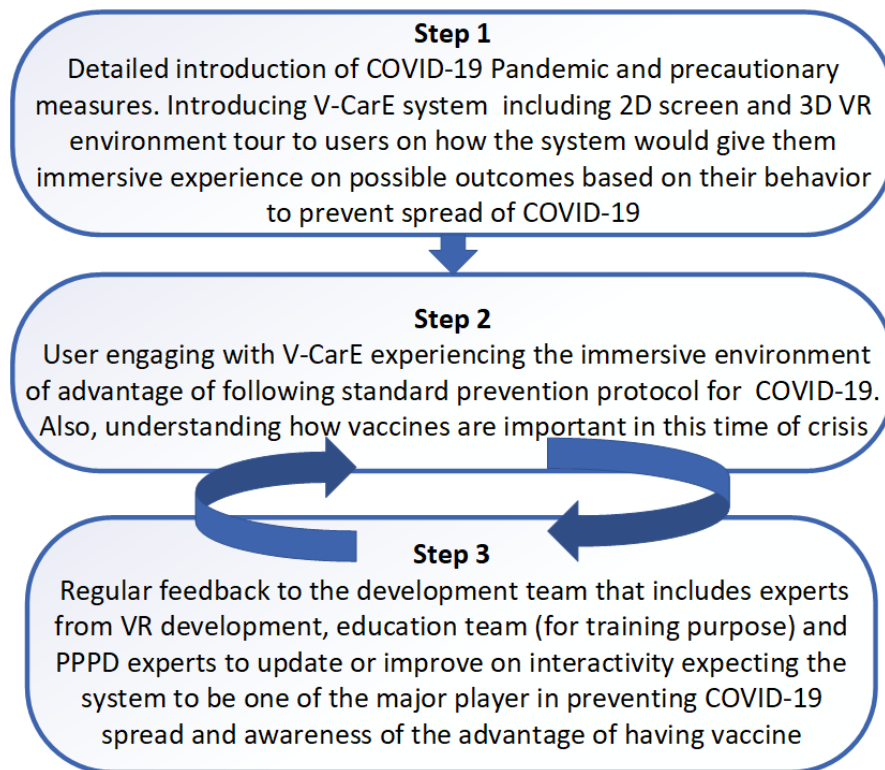 Step 1
Detailed introduction of COVID-19 Pandemic and precautionary
measures. Introducing V-CarE system including 2D screen and 3D VR
environment tour to users on how the system would give them
immersive experience on possible outcomes based on their behavior
to prevent spread of COVID-19
Step 2
User engaging with V-CarE experiencing the immersive environment
of advantage of following standard prevention protocol for COVID-19.
Also, understanding how vaccines are important in this time of crisis
Step 3
Regular feedback to the development team that includes experts
from VR development, education team (for training purpose) and
PPPD experts to update or improve on interactivity expecting the
system to be one of the major player in preventing COVID-19
spread and awareness of the advantage of having vaccine